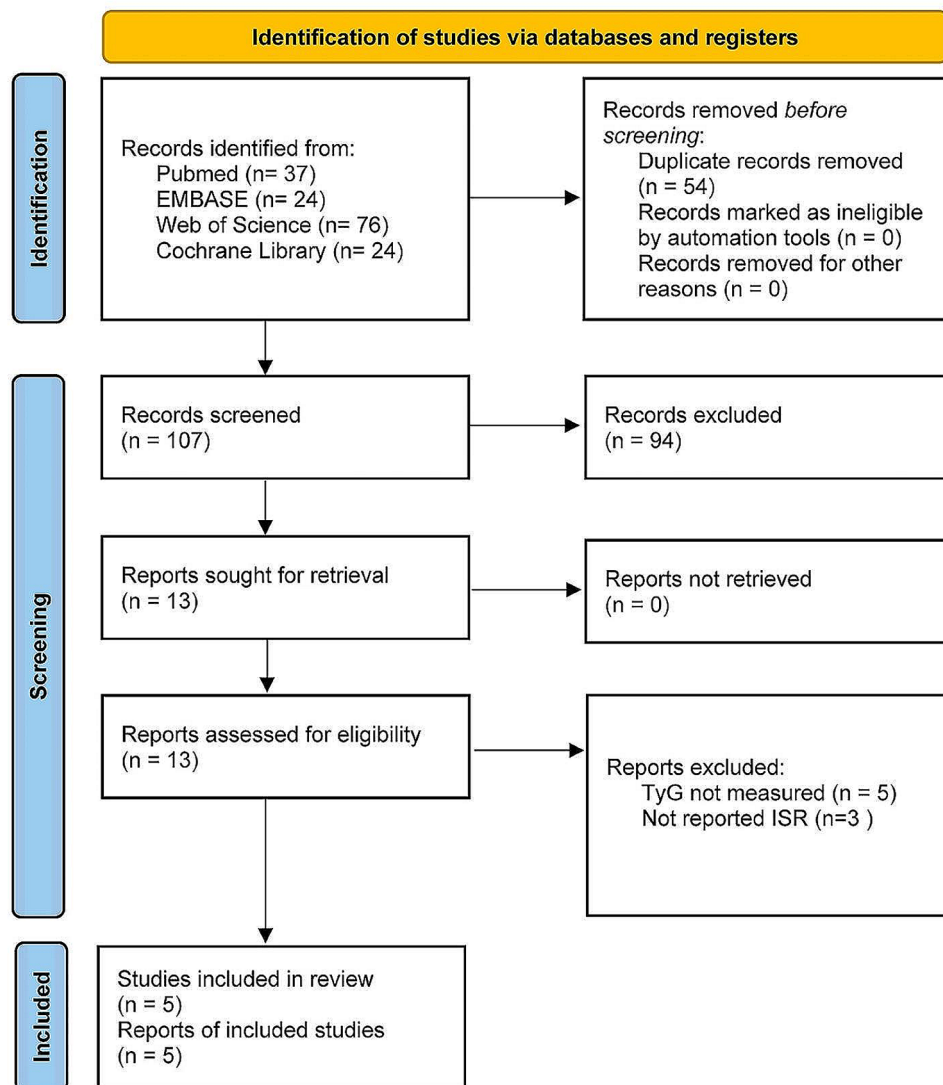 Identification of studies via databases and registers
Identification
Records identified from:
Pubmed (n= 37)
EMBASE (n= 24)
Web of Science (n= 76)
Cochrane Library (n= 24)
Records removed before
screening:
Duplicate records removed
(n = 54)
Records marked as ineligible
by automation tools (n = 0)
Records removed for other
reasons (n = 0)
Screening
Records screened
(n = 107)
Records excluded
(n = 94)
Reports sought for retrieval
(n = 13)
Reports not retrieved
(n = 0)
Reports assessed for eligibility
(n = 13)
Reports excluded:
TyG not measured (n = 5)
Not reported ISR (n=3 )
Included
Studies included in review
(n = 5)
Reports of included studies
(n = 5)